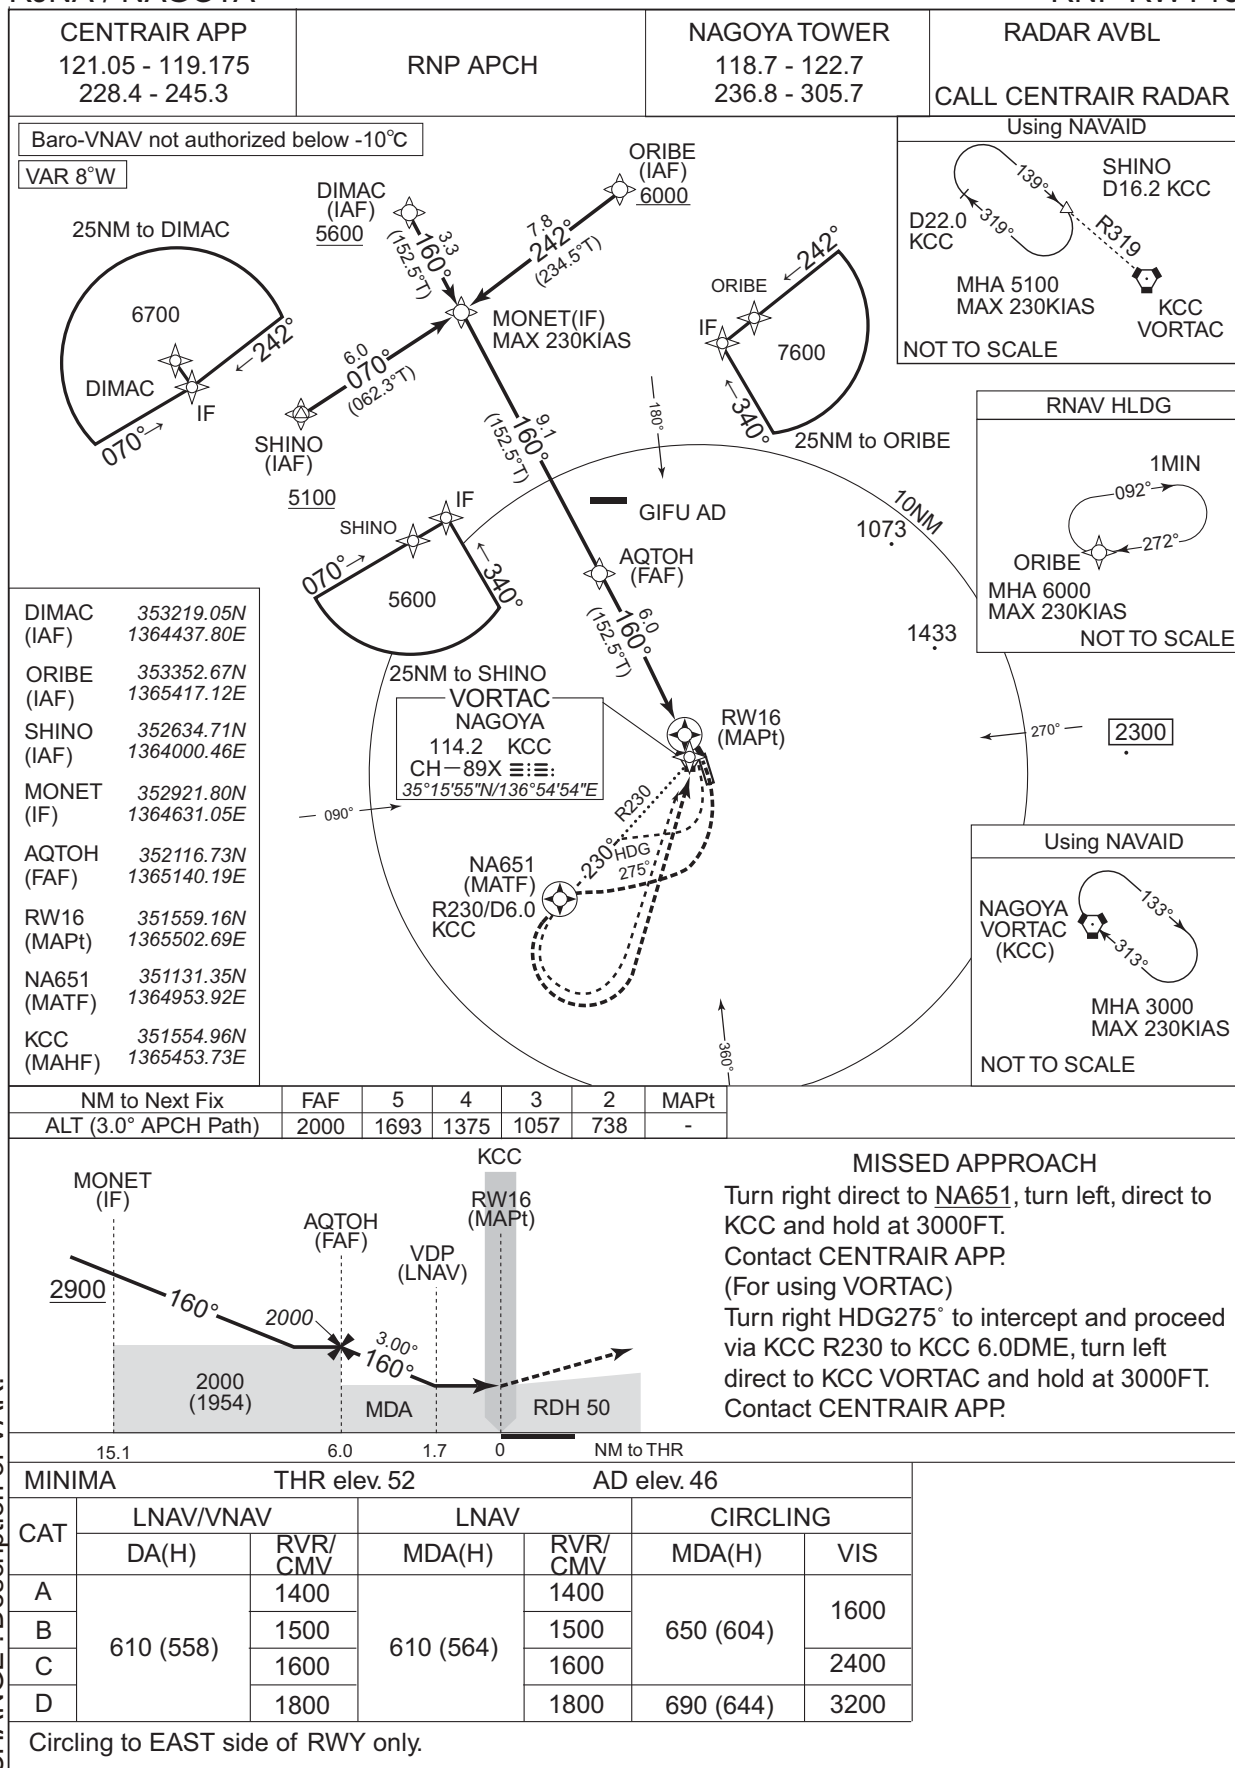 CENTRAIR APP
121.05 - 119.175
228.4 - 245.3
RNP APCH
NAGOYA TOWER
118.7 - 122.7
236.8 - 305.7
RADAR AVBL
CALL CENTRAIR RADAR
Baro-VNAV not authorized below -10°C
VAR 8°W
25NM to DIMAC
6700
DIMAC
IF
070°→
←242°
DIMAC
(IAF)
5600
3.3
160°
(152.5°T)
ORIBE
(IAF)
6000
7.8
242°
(234.5°T)
MONET(IF)
MAX 230KIAS
6.0
070°
(062.3°T)
SHINO
(IAF)
5100
9.1
160°
(152.5°T)
←242°
ORIBE
IF
7600
←340°
25NM to ORIBE
Using NAVAID
139°
319°
SHINO
D16.2 KCC
D22.0
KCC
R319
MHA 5100
MAX 230KIAS
KCC
VORTAC
NOT TO SCALE
180°
GIFU AD
10NM
1073
RNAV HLDG
1MIN
092°
272°
ORIBE
MHA 6000
MAX 230KIAS
NOT TO SCALE
IF
SHINO
070°→
←340°
5600
25NM to SHINO
AQTOH
(FAF)
6.0
160°
(152.5°T)
1433
VORTAC
NAGOYA
114.2 KCC
CH－89X
35°15'55"N/136°54'54"E
RW16
(MAPt)
270°
2300
090°
R230
230°
HDG
275°
NA651
(MATF)
R230/D6.0
KCC
360°
Using NAVAID
133°
313°
NAGOYA
VORTAC
(KCC)
MHA 3000
MAX 230KIAS
NOT TO SCALE
DIMAC 353219.05N
(IAF) 1364437.80E
ORIBE 353352.67N
(IAF) 1365417.12E
SHINO 352634.71N
(IAF) 1364000.46E
MONET 352921.80N
(IF) 1364631.05E
AQTOH 352116.73N
(FAF) 1365140.19E
RW16 351559.16N
(MAPt) 1365502.69E
NA651 351131.35N
(MATF) 1364953.92E
KCC 351554.96N
(MAHF) 1365453.73E
NM to Next Fix FAF 5 4 3 2 MAPt
ALT (3.0° APCH Path) 2000 1693 1375 1057 738 -
MONET
(IF)
2900
160°
2000
AQTOH
(FAF)
3.00°
160°
VDP
(LNAV)
KCC
RW16
(MAPt)
2000
(1954)
MDA
RDH 50
15.1 6.0 1.7 0 NM to THR
MISSED APPROACH
Turn right direct to NA651, turn left, direct to
KCC and hold at 3000FT.
Contact CENTRAIR APP.
(For using VORTAC)
Turn right HDG275° to intercept and proceed
via KCC R230 to KCC 6.0DME, turn left
direct to KCC VORTAC and hold at 3000FT.
Contact CENTRAIR APP.
MINIMA THR elev. 52 AD elev. 46
CAT LNAV/VNAV LNAV CIRCLING
DA(H) RVR/CMV MDA(H) RVR/CMV MDA(H) VIS
A 610 (558) 1400 610 (564) 1400 650 (604) 1600
B 1500 1500
C 1600 1600 2400
D 1800 1800 690 (644) 3200
Circling to EAST side of RWY only.